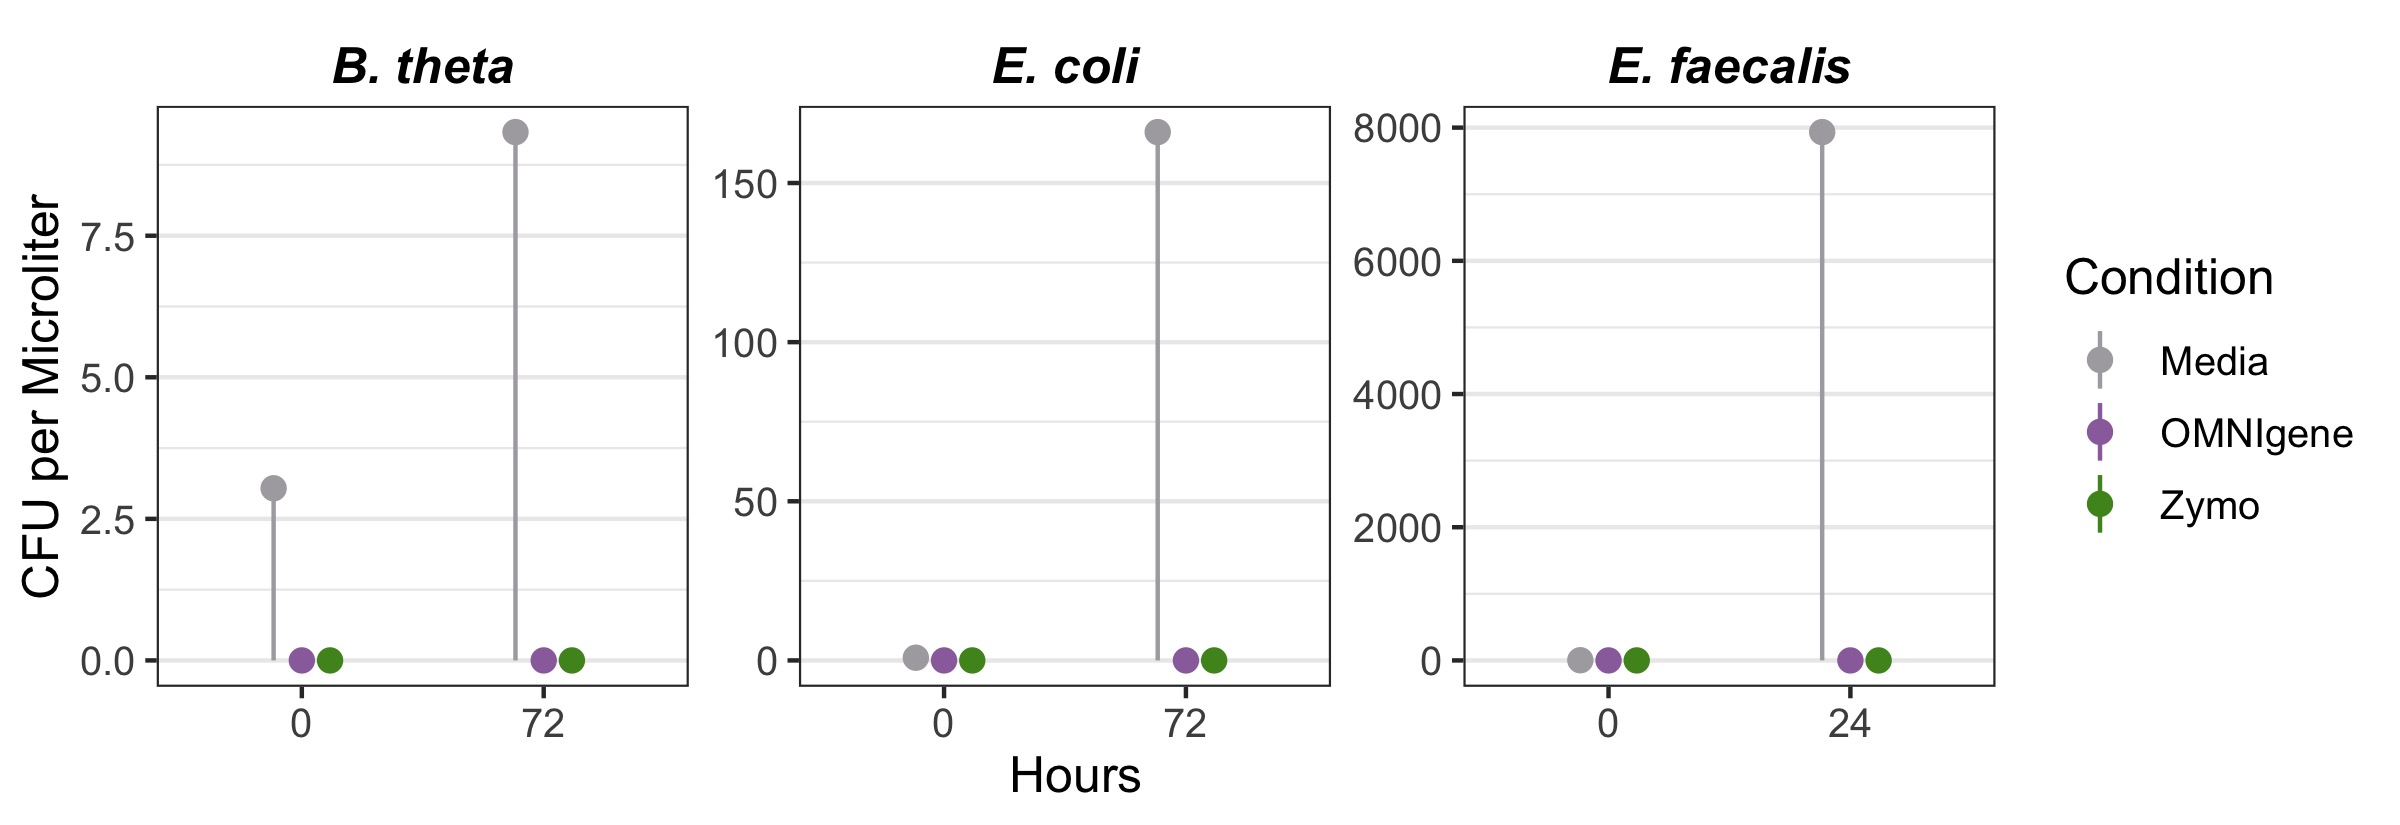 B. theta
E. coli
E. faecalis
CFU per Microliter
7.5
5.0
2.5
0.0
150
100
50
0
8000
6000
4000
2000
0
0
72
0
72
0
24
Hours
Condition
Media
OMNIgene
Zymo